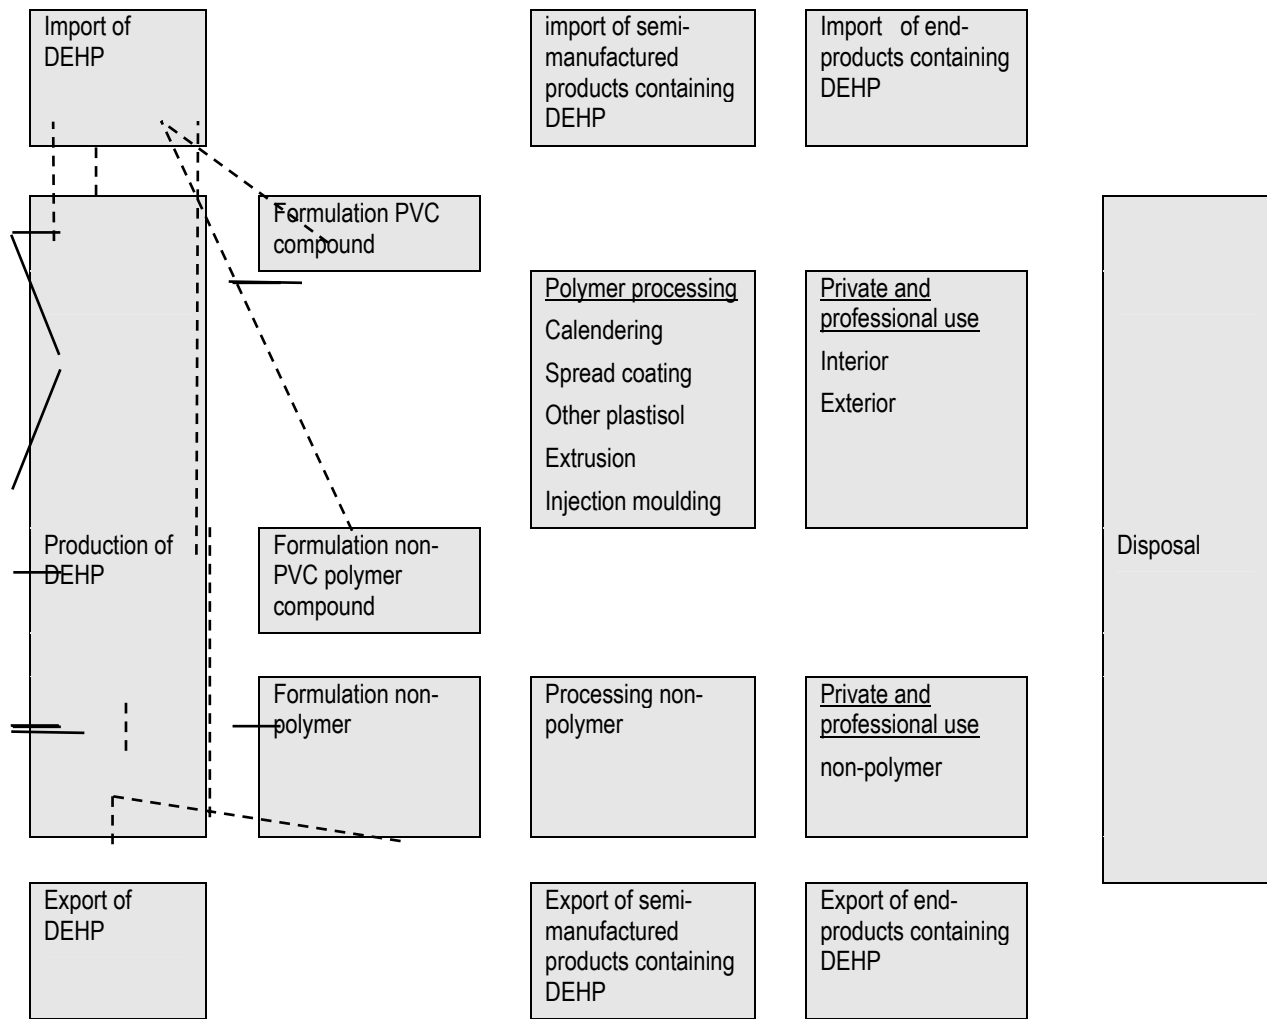 Import of
DEHP
import of semi-
manufactured
products containing
DEHP
Import of end-
products containing
DEHP
Formulation PVC
compound
Polymer processing
Calendering
Spread coating
Other plastisol
Extrusion
Injection moulding
Private and
professional use
Interior
Exterior
Production of
DEHP
Formulation non-
PVC polymer
compound
Disposal
Formulation non-
polymer
Processing non-
polymer
Private and
professional use
non-polymer
Export of
DEHP
Export of semi-
manufactured
products containing
DEHP
Export of end-
products containing
DEHP